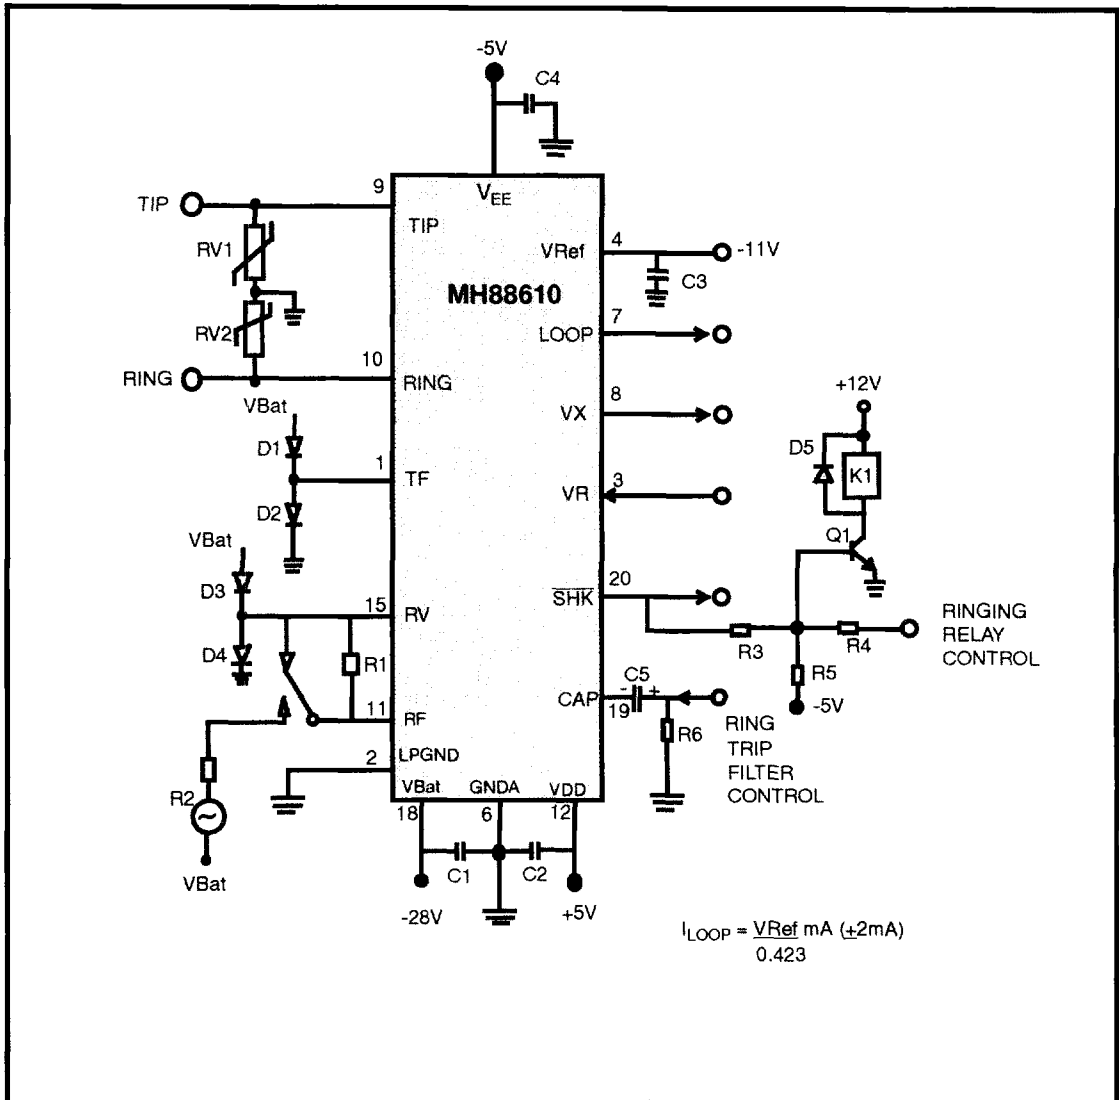 -5V
C4
9
VEE
TIP
TIP
RV1
VRef
4
-11V
C3
MH88610
RV2
LOOP
7
10
RING
RING
VBat
+12V
8
VX
D1
D5
K1
1
TF
3
VR
D2
Q1
VBat
20
D3
SHK
15
RV
RINGING
RELAY
CONTROL
R3
R4
D4
R1
R5
C5
- +
CAP
19
-5V
11
RF
R6
RING
TRIP
FILTER
CONTROL
2
LPGND
VBat
GNDA
VDD
R2
18
6
12
~
C1
C2
VBat
-28V
+5V
ILOOP = VRef mA (±2mA)
0.423